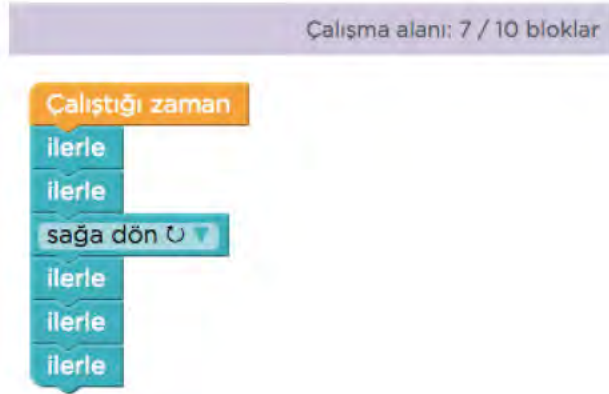 Çalışma alanı: 7 / 10 bloklar
Çalıştığı zaman
ilerle
ilerle
sağa dön ↻
ilerle
ilerle
ilerle